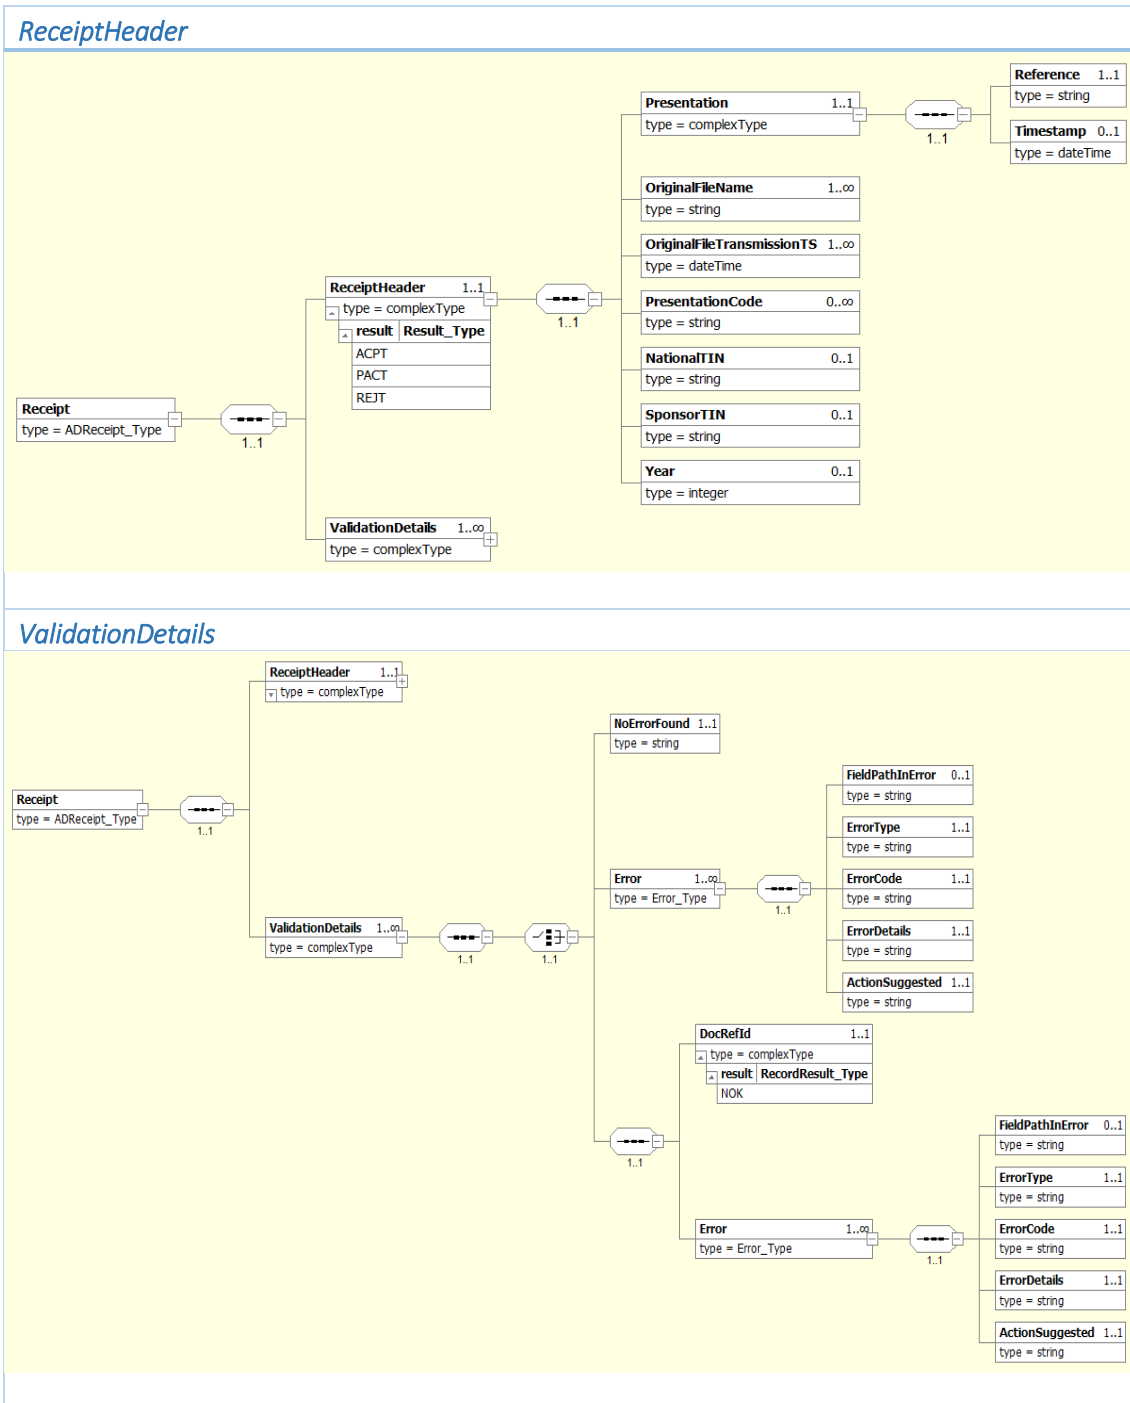 ReceiptHeader
Reference 1..1
type = string
Timestamp 0..1
type = dateTime
Presentation 1..1
type = complexType
1..1
OriginalFileName 1..∞
type = string
OriginalFileTransmissionTS 1..∞
type = dateTime
PresentationCode 0..∞
type = string
NationalTIN 0..1
type = string
SponsorTIN 0..1
type = string
Year 0..1
type = integer
ReceiptHeader 1..1
type = complexType
result Result_Type
ACPT
PACT
REJT
1..1
Receipt
type = ADReceipt_Type
1..1
ValidationDetails 1..∞
type = complexType
ValidationDetails
ReceiptHeader 1..1
type = complexType
Receipt
type = ADReceipt_Type
1..1
ValidationDetails 1..∞
type = complexType
1..1
1..1
NoErrorFound 1..1
type = string
Error 1..∞
type = Error_Type
1..1
FieldPathInError 0..1
type = string
ErrorType 1..1
type = string
ErrorCode 1..1
type = string
ErrorDetails 1..1
type = string
ActionSuggested 1..1
type = string
1..1
DocRefId 1..1
type = complexType
result RecordResult_Type
NOK
Error 1..∞
type = Error_Type
1..1
FieldPathInError 0..1
type = string
ErrorType 1..1
type = string
ErrorCode 1..1
type = string
ErrorDetails 1..1
type = string
ActionSuggested 1..1
type = string